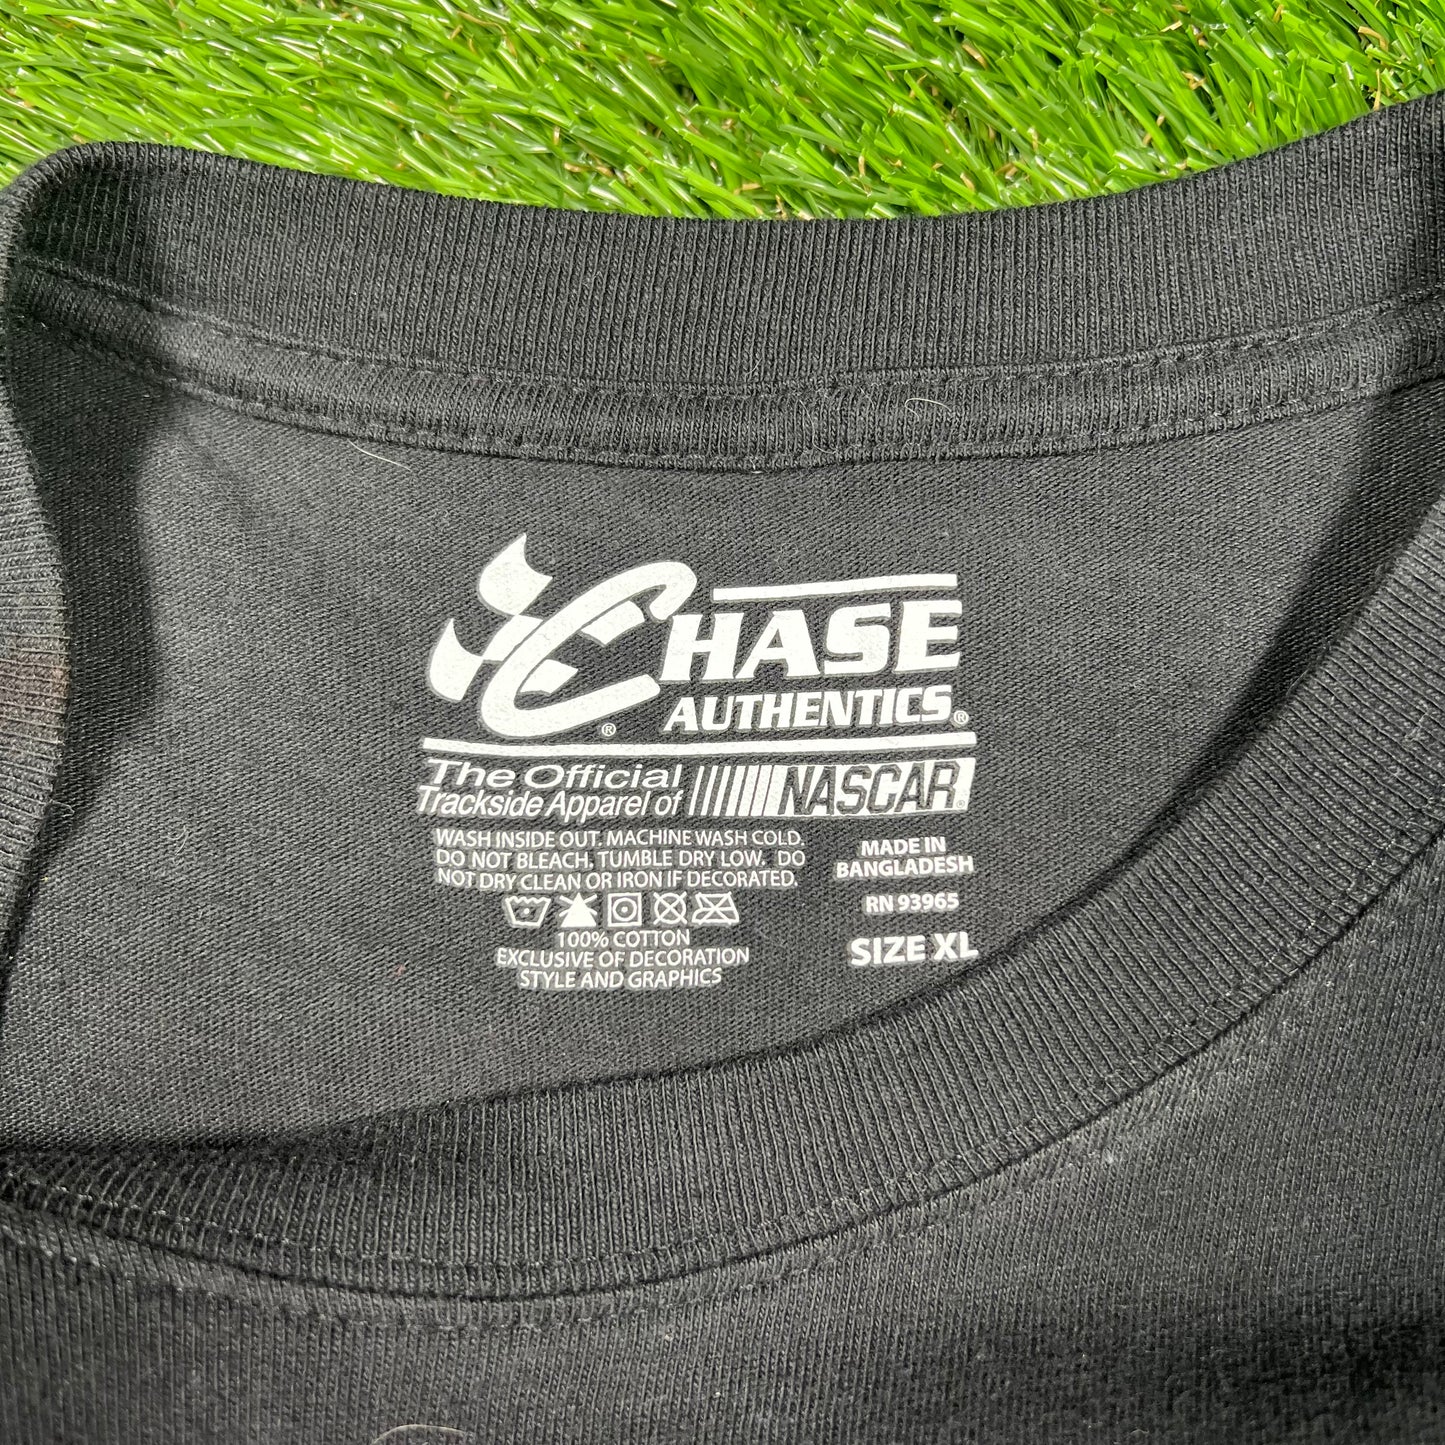 CHASE
AUTHENTICS®
®
The Official
Trackside Apparel of
NASCAR®
WASH INSIDE OUT. MACHINE WASH COLD.
DO NOT BLEACH. TUMBLE DRY LOW. DO
NOT DRY CLEAN OR IRON IF DECORATED.
100% COTTON
EXCLUSIVE OF DECORATION
STYLE AND GRAPHICS
MADE IN
BANGLADESH
RN 93965
SIZE XL